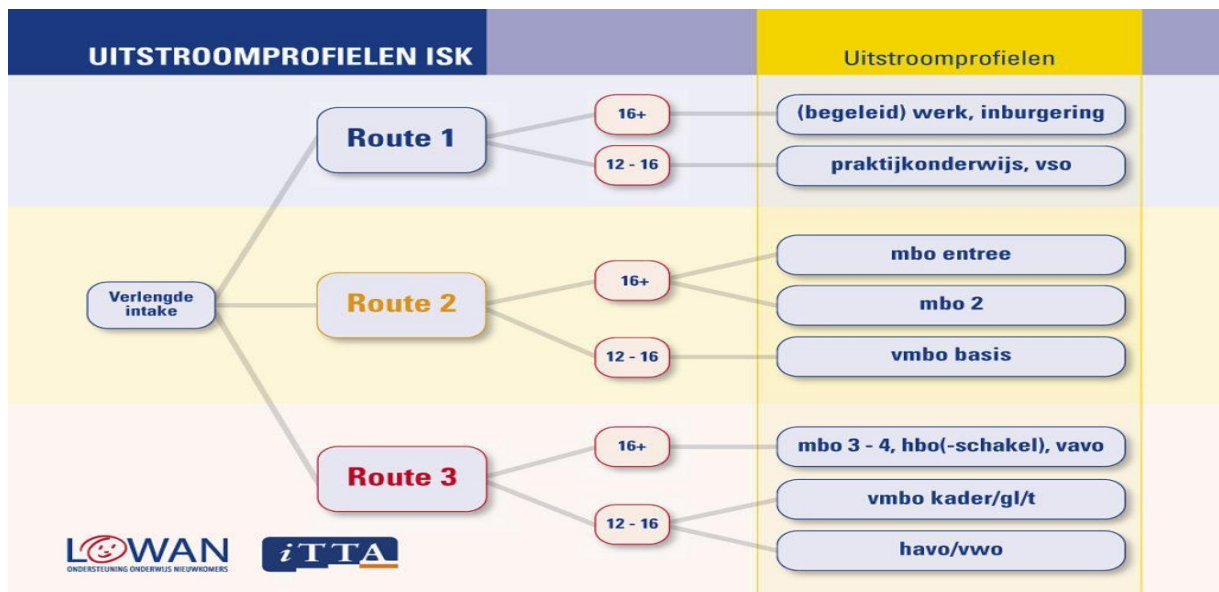 UITSTROOMPROFIELEN ISK
Uitstroomprofielen
Route 1
16+
(begeleid) werk, inburgering
12 - 16
praktijkonderwijs, vso
Verlengde
intake
Route 2
16+
mbo entree
mbo 2
12 - 16
vmbo basis
Route 3
16+
mbo 3 - 4, hbo(-schakel), vavo
12 - 16
vmbo kader/gl/t
havo/vwo
LOWAN
ONDERSTEUNING ONDERWIJS NIEUWKOMERS
iTTA